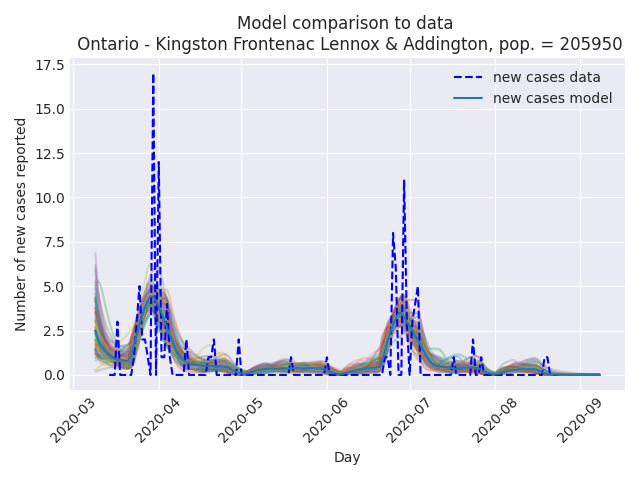 Model comparison to data
Ontario - Kingston Frontenac Lennox & Addington, pop. = 205950
new cases data
new cases model
Number of new cases reported
17.5
15.0
12.5
10.0
7.5
5.0
2.5
0.0
2020-03
2020-04
2020-05
2020-06
2020-07
2020-08
2020-09
Day